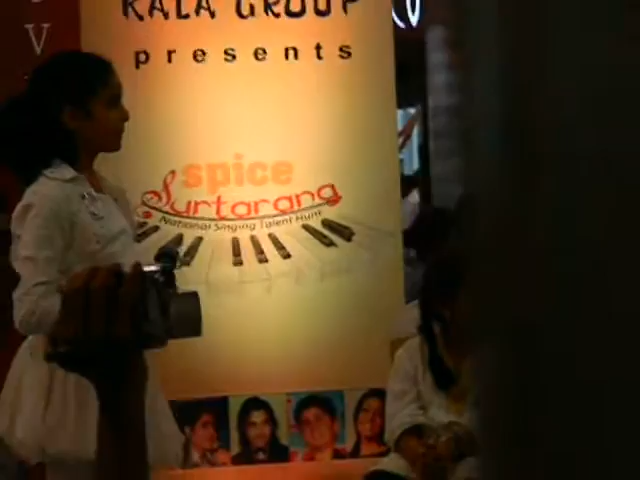 V
KALA GROUP
presents
spice
Surtarang
National Singing Talent Hunt